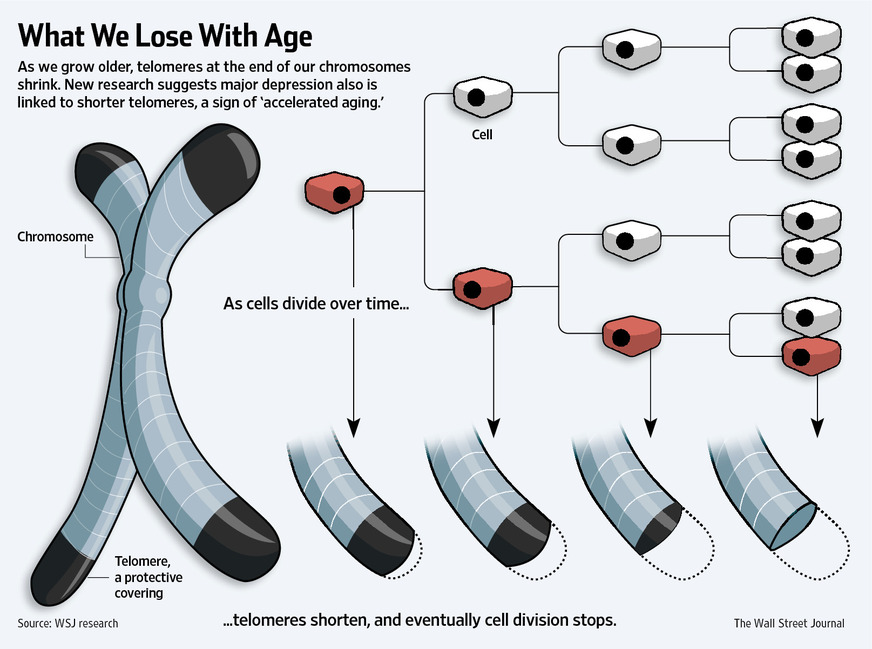 What We Lose With Age
As we grow older, telomeres at the end of our chromosomes
shrink. New research suggests major depression also is
linked to shorter telomeres, a sign of ‘accelerated aging.’
Cell
Chromosome
As cells divide over time...
Telomere,
a protective
covering
...telomeres shorten, and eventually cell division stops.
Source: WSJ research
The Wall Street Journal